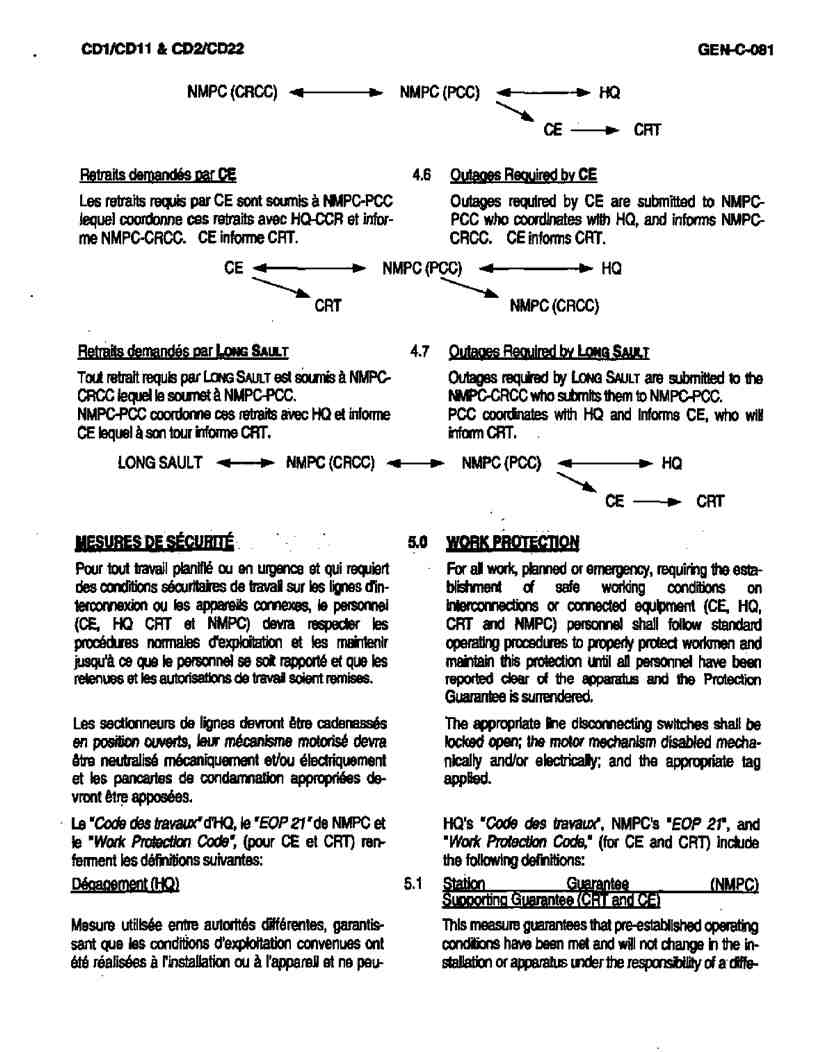 CD1/CD11 & CD2/CD22 GEN-C-081
NMPC (CRCC) NMPC (PCC) HQ
CE CRT
Retraits demandés par CE
Les retraits requis par CE sont soumis à NMPC-PCC
lequel coordonne ces retraits avec HQ-CCR et infor-
me NMPC-CRCC. CE informe CRT.
4.6 Outages Required by CE
Outages required by CE are submitted to NMPC-
PCC who coordinates with HQ, and informs NMPC-
CRCC. CE informs CRT.
CE NMPC (PCC) HQ
CRT NMPC (CRCC)
Retraits demandés par LONG SAULT
Tout retrait requis par LONG SAULT est soumis à NMPC-
CRCC lequel le soumet à NMPC-PCC.
NMPC-PCC coordonne ces retraits avec HQ et informe
CE lequel à son tour informe CRT.
4.7 Outages Required by LONG SAULT
Outages required by LONG SAULT are submitted to the
NMPC-CRCC who submits them to NMPC-PCC.
PCC coordinates with HQ and informs CE, who will
inform CRT.
LONG SAULT NMPC (CRCC) NMPC (PCC) HQ
CE CRT
MESURES DE SÉCURITÉ
Pour tout travail planifié ou en urgence et qui requiert
des conditions sécuritaires de travail sur les lignes d'in-
terconnexion ou les appareils connexes, le personnel
(CE, HQ CRT et NMPC) devra respecter les
procédures normales d'exploitation et les maintenir
jusqu'à ce que le personnel se soit rapporté et que les
retenues et les autorisations de travail soient remises.
Les sectionneurs de lignes devront être cadenassés
en position ouverts, leur mécanisme motorisé devra
être neutralisé mécaniquement et/ou électriquement
et les pancartes de condamnation appropriées de-
vront être apposées.
Le "Code des travaux" d'HQ, le "EOP 21" de NMPC et
le "Work Protection Code", (pour CE et CRT) ren-
ferment les définitions suivantes:
Dégagement (HQ)
Mesure utilisée entre autorités différentes, garantis-
sant que les conditions d'exploitation convenues ont
été réalisées à l'installation ou à l'appareil et ne peu-
5.0 WORK PROTECTION
For all work, planned or emergency, requiring the esta-
blishment of safe working conditions on
interconnections or connected equipment (CE, HQ,
CRT and NMPC) personnel shall follow standard
operating procedures to properly protect workmen and
maintain this protection until all personnel have been
reported clear of the apparatus and the Protection
Guarantee is surrendered.
The appropriate line disconnecting switches shall be
locked open; the motor mechanism disabled mecha-
nically and/or electrically; and the appropriate tag
applied.
HQ's "Code des travaux", NMPC's "EOP 21", and
"Work Protection Code," (for CE and CRT) include
the following definitions:
5.1 Station Guarantee (NMPC)
Supporting Guarantee (CRT and CE)
This measure guarantees that pre-established operating
conditions have been met and will not change in the in-
stallation or apparatus under the responsibility of a diffe-